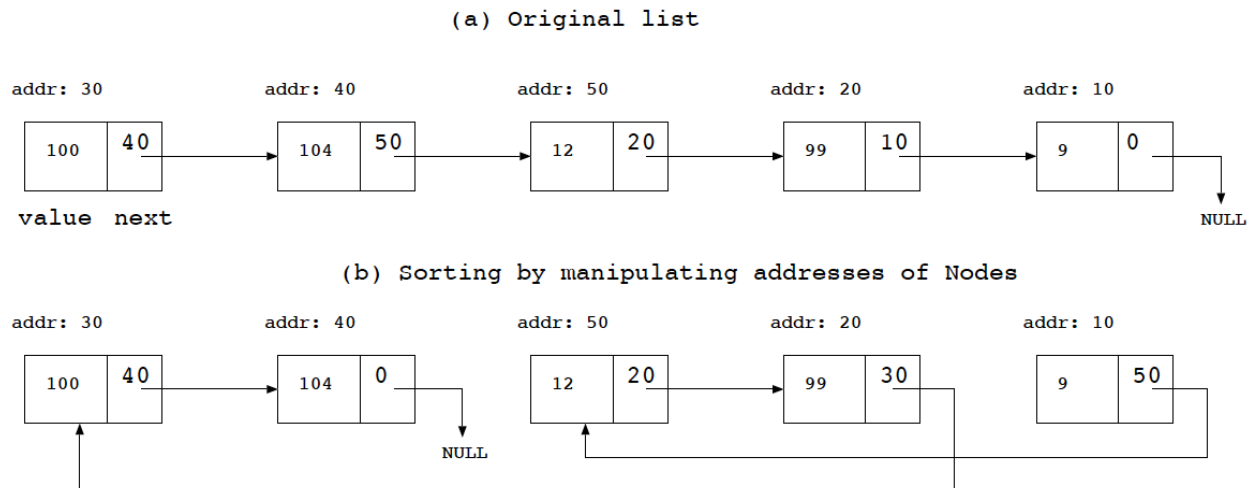 (a) Original list
addr: 30 addr: 40 addr: 50 addr: 20 addr: 10
100 40 104 50 12 20 99 10 9 0
value next
NULL
(b) Sorting by manipulating addresses of Nodes
addr: 30 addr: 40 addr: 50 addr: 20 addr: 10
100 40 104 0 12 20 99 30 9 50
NULL